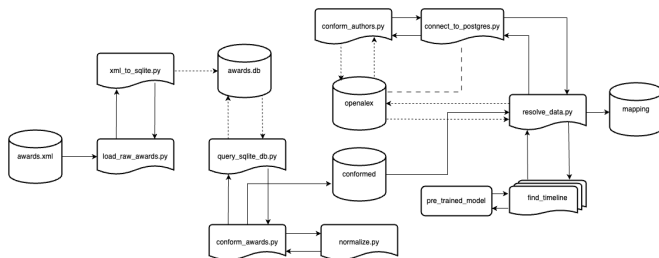 conform_authors.py
connect_to_postgres.py
xml_to_sqlite.py
awards.db
openalex
resolve_data.py
mapping
awards.xml
load_raw_awards.py
query_sqlite_db.py
conformed
pre_trained_model
find_timeline
conform_awards.py
normalize.py